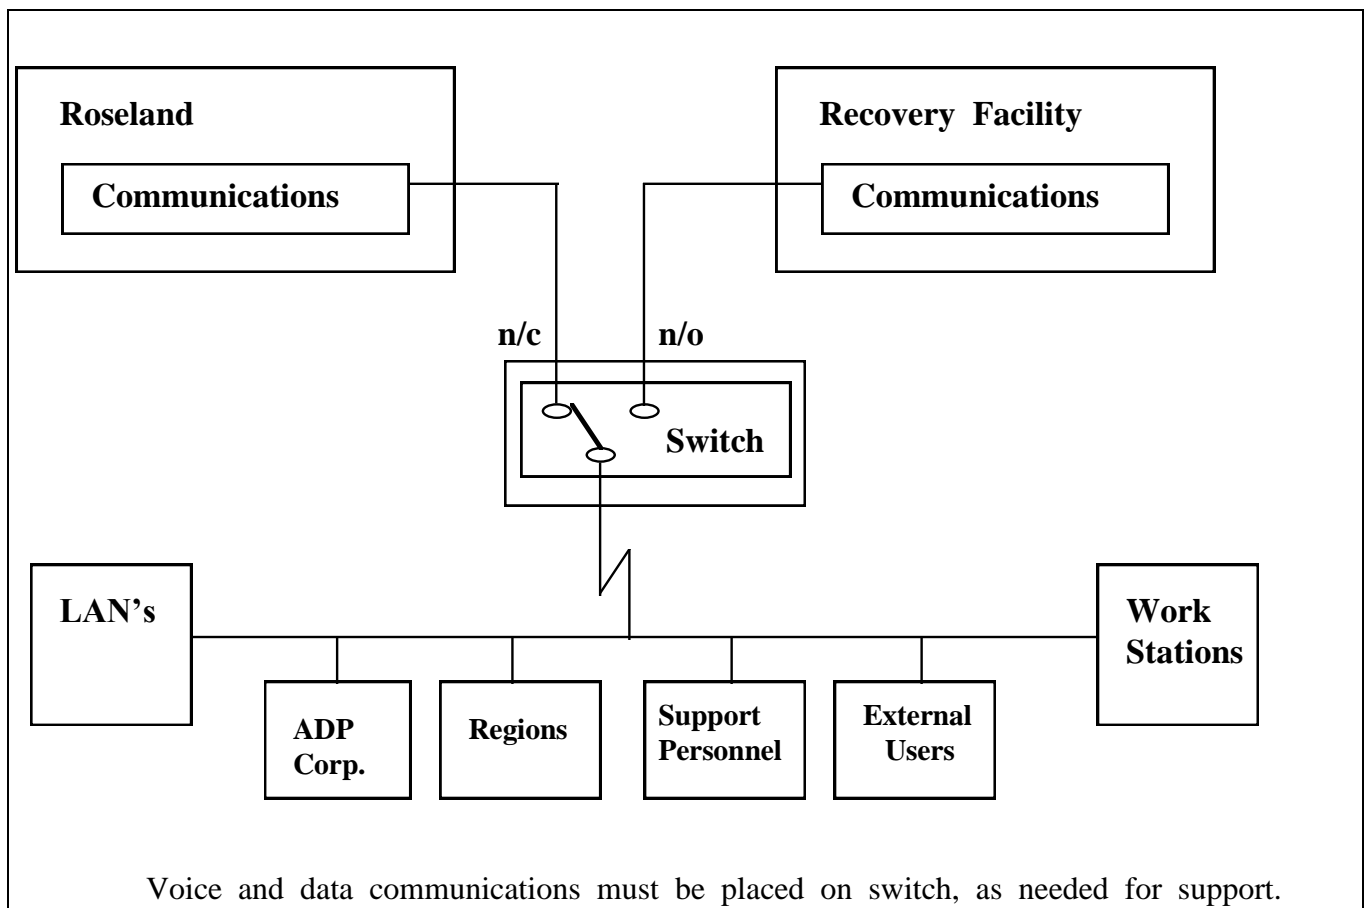 Roseland
Communications
Recovery Facility
Communications
n/c
n/o
Switch
LAN’s
Work
Stations
ADP
Corp.
Regions
Support
Personnel
External
Users
Voice and data communications must be placed on switch, as needed for support.